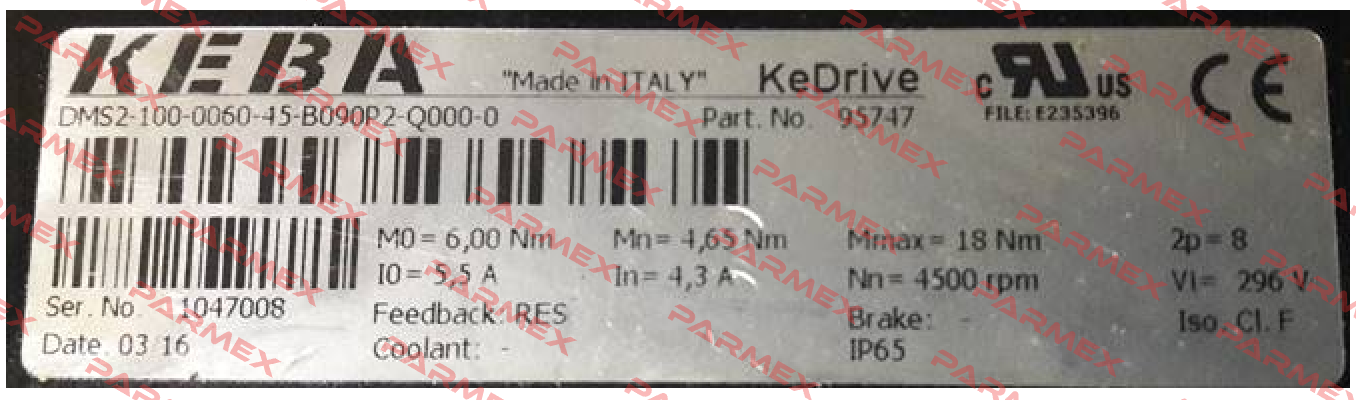 KEBA "Made in ITALY" KeDrive c RU US CE
FILE: E235396
DMS2-100-0060-45-B090P2-Q000-0 Part. No. 95747
M0 = 6,00 Nm Mn = 4,65 Nm Mmax = 18 Nm 2p = 8
I0 = 5,5 A In = 4,3 A Nn = 4500 rpm Vi = 296 V
Ser. No. 1047008 Feedback: RES Brake: - Iso. Cl. F
Date. 03 16 Coolant: - IP65
PARMEX